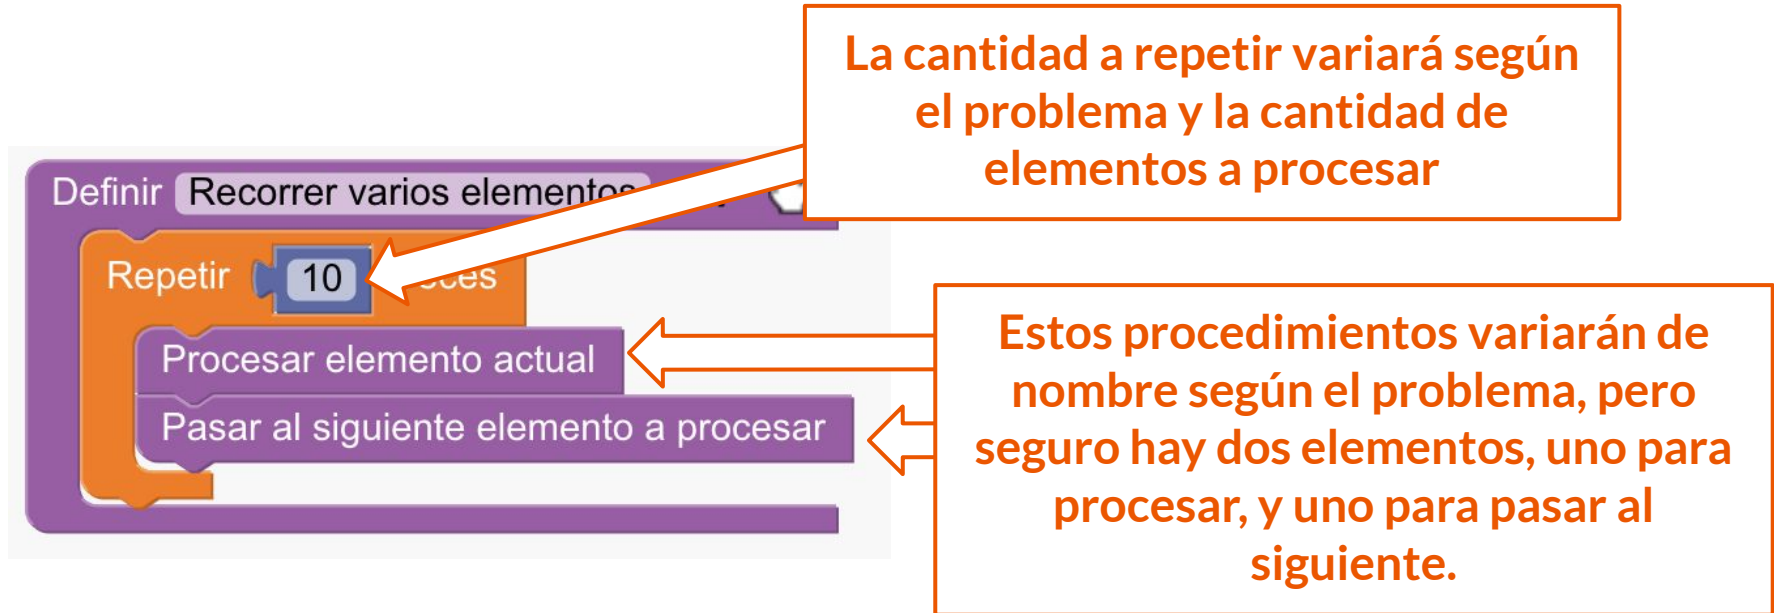 La cantidad a repetir variará según
el problema y la cantidad de
elementos a procesar
Definir Recorrer varios elementos
Repetir 10
Procesar elemento actual
Pasar al siguiente elemento a procesar
Estos procedimientos variarán de
nombre según el problema, pero
seguro hay dos elementos, uno para
procesar, y uno para pasar al
siguiente.